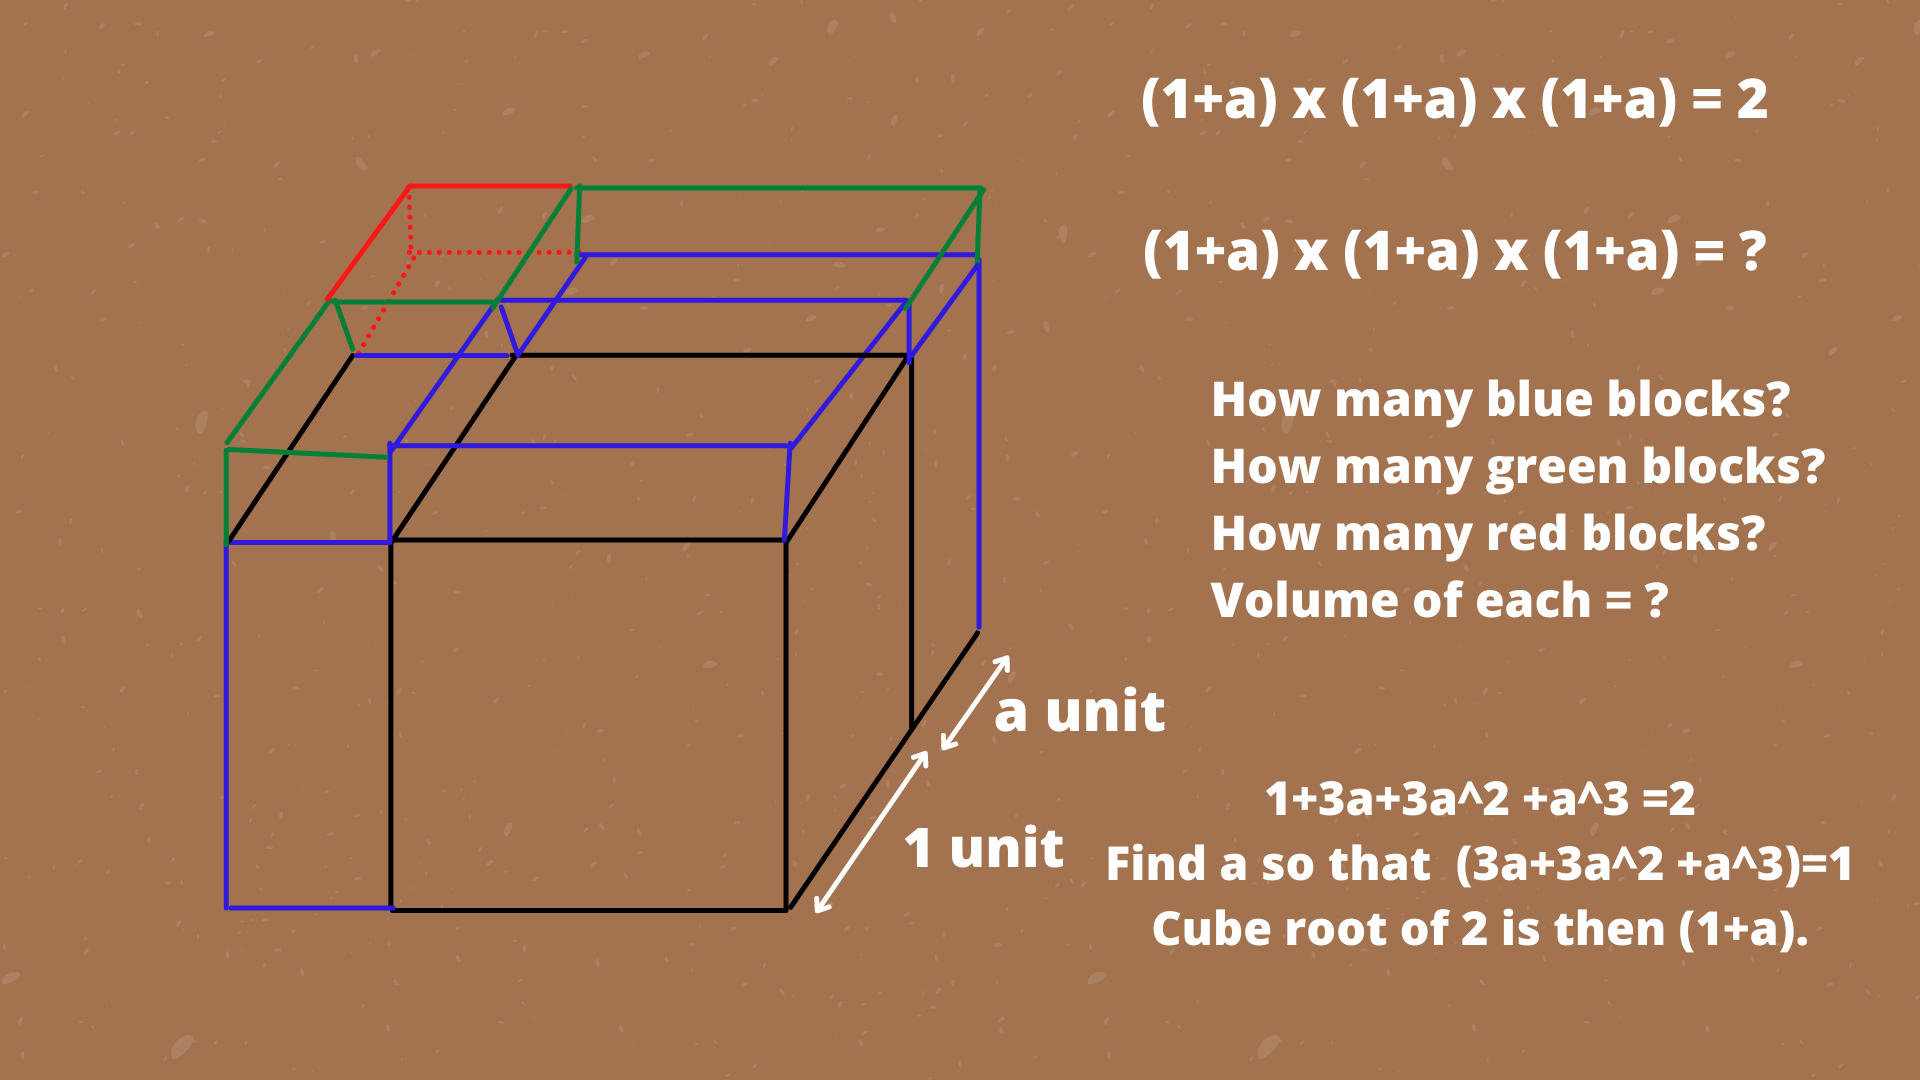 (1+a) x (1+a) x (1+a) = 2
(1+a) x (1+a) x (1+a) = ?
How many blue blocks?
How many green blocks?
How many red blocks?
Volume of each = ?
a unit
1 unit
1+3a+3a^2 +a^3 =2
Find a so that (3a+3a^2 +a^3)=1
Cube root of 2 is then (1+a).